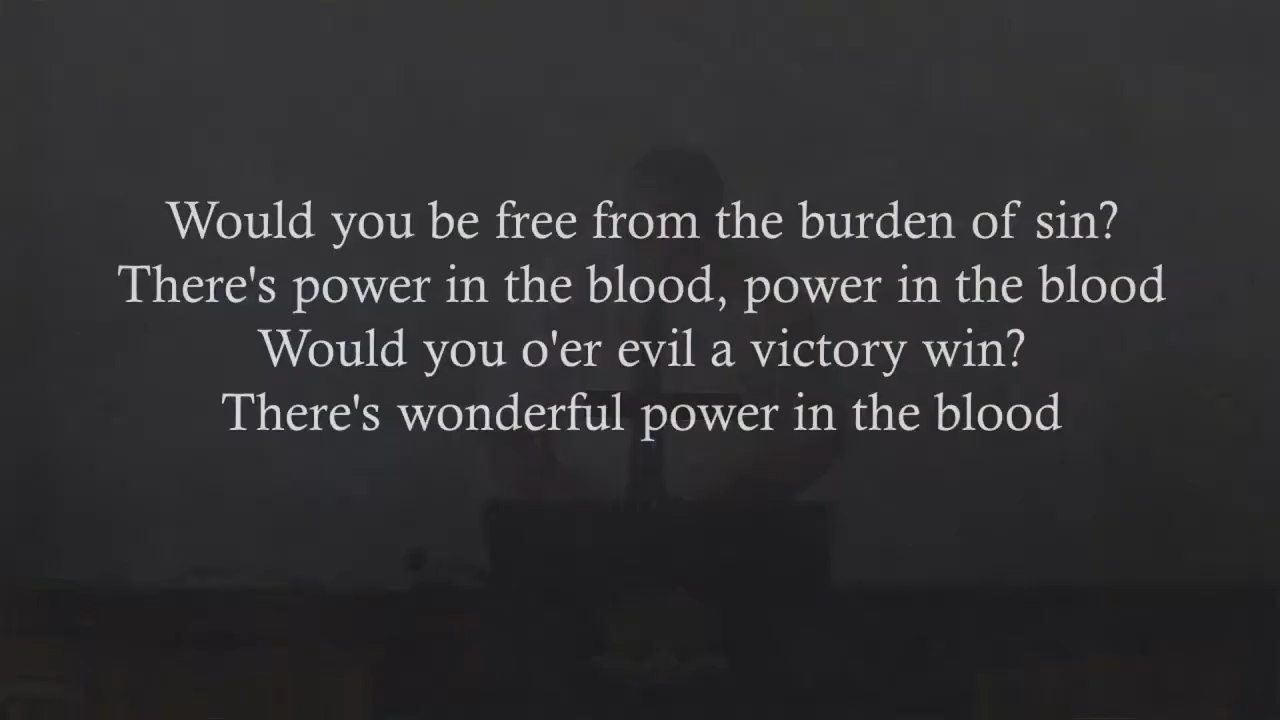 Would you be free from the burden of sin?
There's power in the blood, power in the blood
Would you o'er evil a victory win?
There's wonderful power in the blood